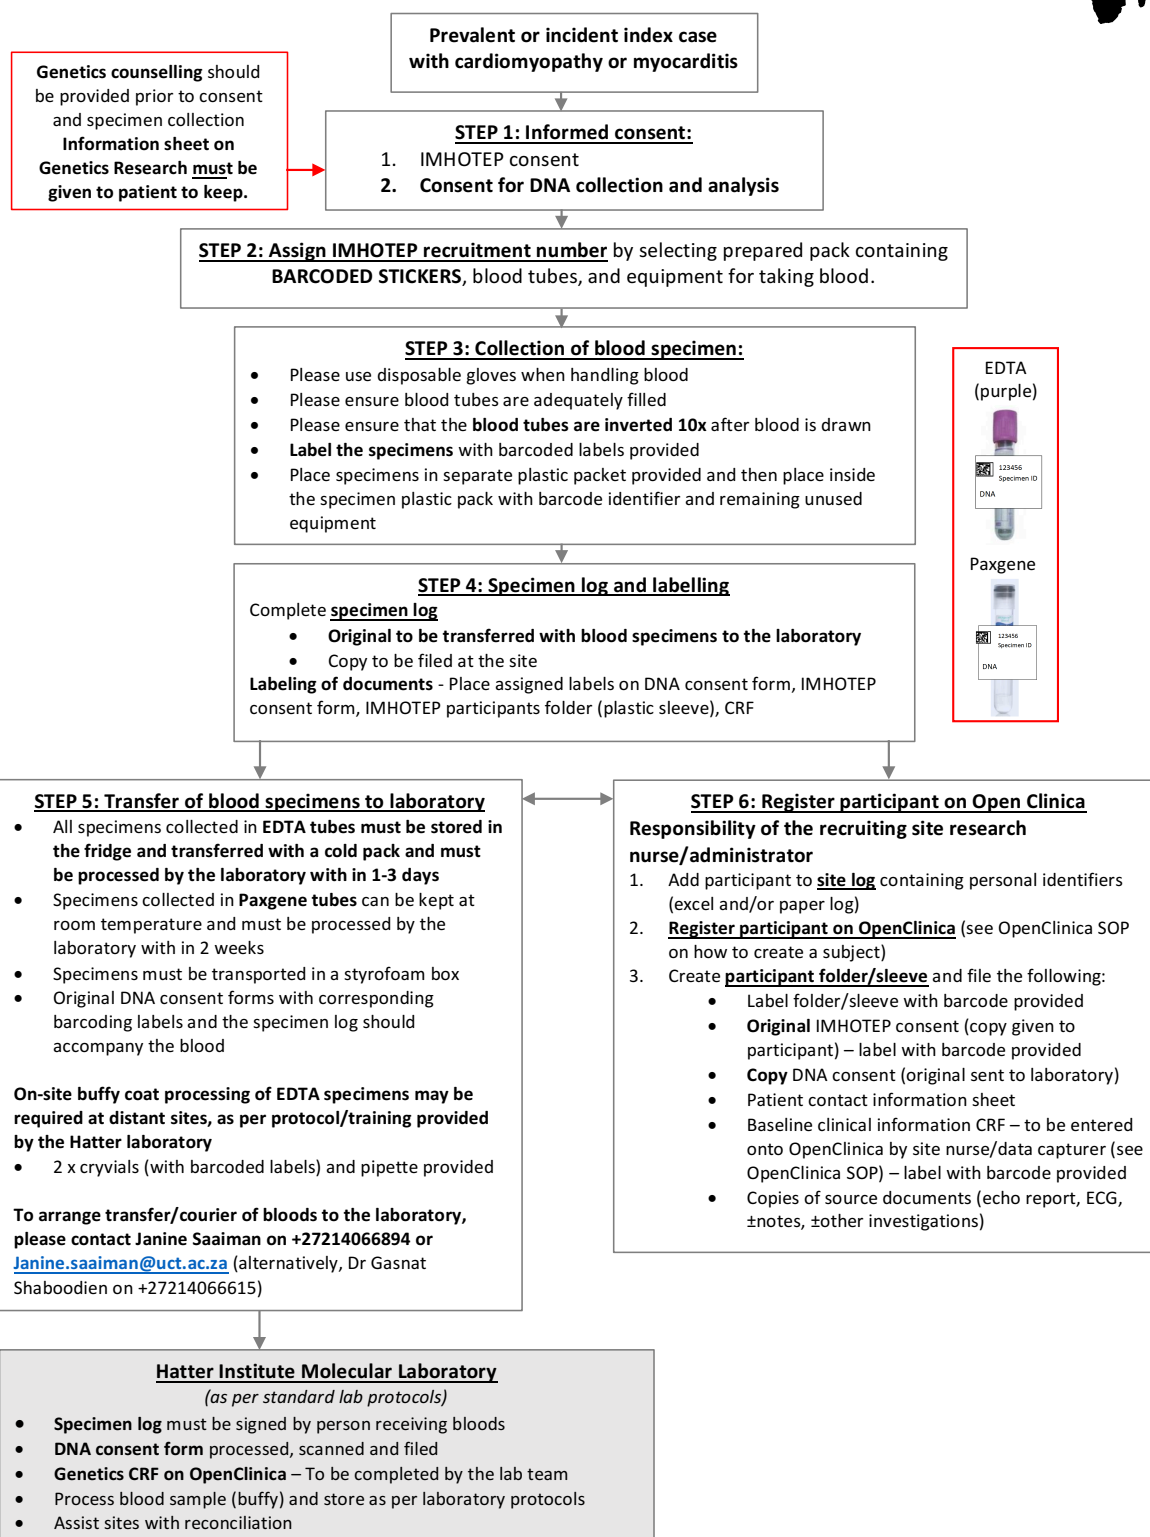 Prevalent or incident index case
with cardiomyopathy or myocarditis
Genetics counselling should
be provided prior to consent
and specimen collection
Information sheet on
Genetics Research must be
given to patient to keep.
STEP 1: Informed consent:
1. IMHOTEP consent
2. Consent for DNA collection and analysis
STEP 2: Assign IMHOTEP recruitment number by selecting prepared pack containing
BARCODED STICKERS, blood tubes, and equipment for taking blood.
STEP 3: Collection of blood specimen:
• Please use disposable gloves when handling blood
• Please ensure blood tubes are adequately filled
• Please ensure that the blood tubes are inverted 10x after blood is drawn
• Label the specimens with barcoded labels provided
• Place specimens in separate plastic packet provided and then place inside
the specimen plastic pack with barcode identifier and remaining unused
equipment
EDTA
(purple)
123456
Specimen ID
DNA
Paxgene
123456
Specimen ID
DNA
STEP 4: Specimen log and labelling
Complete specimen log
• Original to be transferred with blood specimens to the laboratory
• Copy to be filed at the site
Labeling of documents - Place assigned labels on DNA consent form, IMHOTEP
consent form, IMHOTEP participants folder (plastic sleeve), CRF
STEP 5: Transfer of blood specimens to laboratory
• All specimens collected in EDTA tubes must be stored in
the fridge and transferred with a cold pack and must
be processed by the laboratory with in 1-3 days
• Specimens collected in Paxgene tubes can be kept at
room temperature and must be processed by the
laboratory with in 2 weeks
• Specimens must be transported in a styrofoam box
• Original DNA consent forms with corresponding
barcoding labels and the specimen log should
accompany the blood
On-site buffy coat processing of EDTA specimens may be
required at distant sites, as per protocol/training provided
by the Hatter laboratory
• 2 x cryvials (with barcoded labels) and pipette provided
To arrange transfer/courier of bloods to the laboratory,
please contact Janine Saaiman on +27214066894 or
Janine.saaiman@uct.ac.za (alternatively, Dr Gasnat
Shaboodien on +27214066615)
STEP 6: Register participant on Open Clinica
Responsibility of the recruiting site research
nurse/administrator
1. Add participant to site log containing personal identifiers
(excel and/or paper log)
2. Register participant on OpenClinica (see OpenClinica SOP
on how to create a subject)
3. Create participant folder/sleeve and file the following:
• Label folder/sleeve with barcode provided
• Original IMHOTEP consent (copy given to
participant) – label with barcode provided
• Copy DNA consent (original sent to laboratory)
• Patient contact information sheet
• Baseline clinical information CRF – to be entered
onto OpenClinica by site nurse/data capturer (see
OpenClinica SOP) – label with barcode provided
• Copies of source documents (echo report, ECG,
±notes, ±other investigations)
Hatter Institute Molecular Laboratory
(as per standard lab protocols)
• Specimen log must be signed by person receiving bloods
• DNA consent form processed, scanned and filed
• Genetics CRF on OpenClinica – To be completed by the lab team
• Process blood sample (buffy) and store as per laboratory protocols
• Assist sites with reconciliation